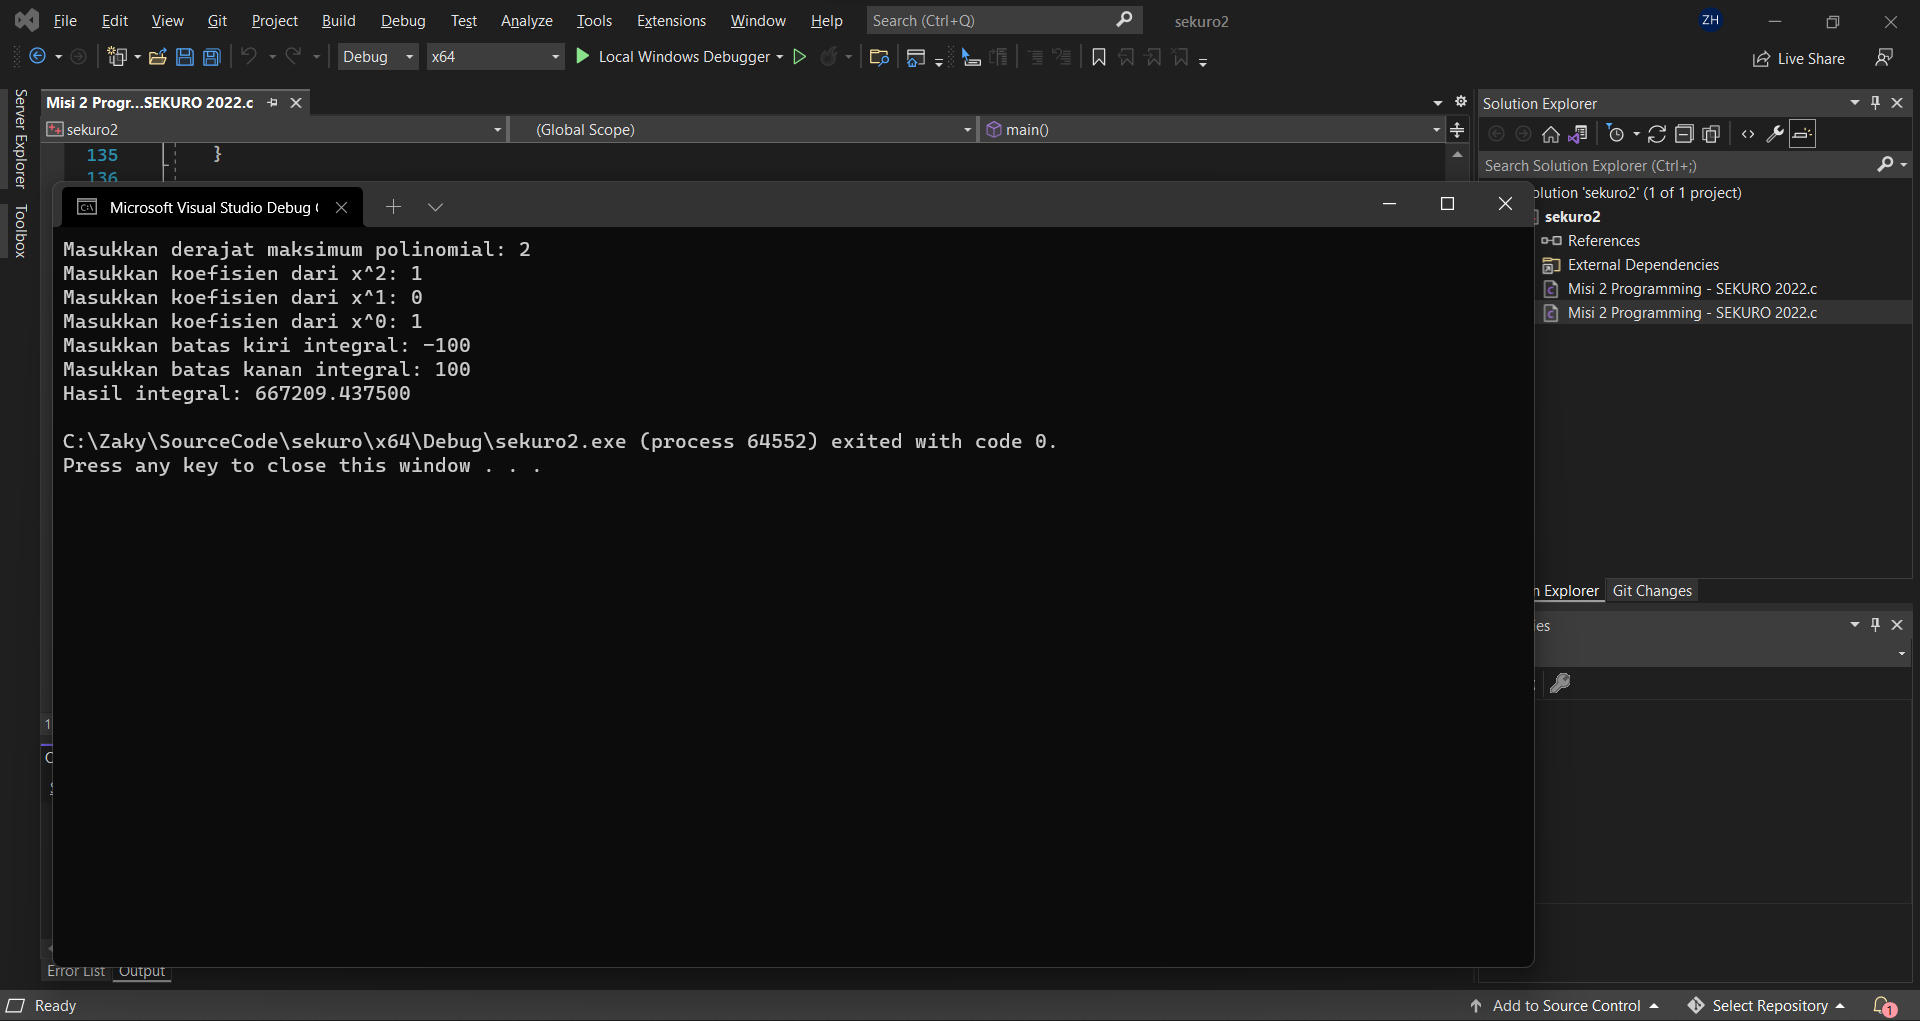 File Edit View Git Project Build Debug Test Analyze Tools Extensions Window Help Search (Ctrl+Q) sekuro2 ZH
Debug x64 Local Windows Debugger Live Share
Server Explorer
Toolbox
Misi 2 Progr...SEKURO 2022.c
sekuro2 (Global Scope) main()
135 }
136
Microsoft Visual Studio Debug
Masukkan derajat maksimum polinomial: 2
Masukkan koefisien dari x^2: 1
Masukkan koefisien dari x^1: 0
Masukkan koefisien dari x^0: 1
Masukkan batas kiri integral: -100
Masukkan batas kanan integral: 100
Hasil integral: 667209.437500
C:\Zaky\SourceCode\sekuro\x64\Debug\sekuro2.exe (process 64552) exited with code 0.
Press any key to close this window . . .
Solution Explorer
Search Solution Explorer (Ctrl+;)
olution 'sekuro2' (1 of 1 project)
sekuro2
References
External Dependencies
Misi 2 Programming - SEKURO 2022.c
Misi 2 Programming - SEKURO 2022.c
n Explorer Git Changes
ies
Error List Output
Ready Add to Source Control Select Repository 1